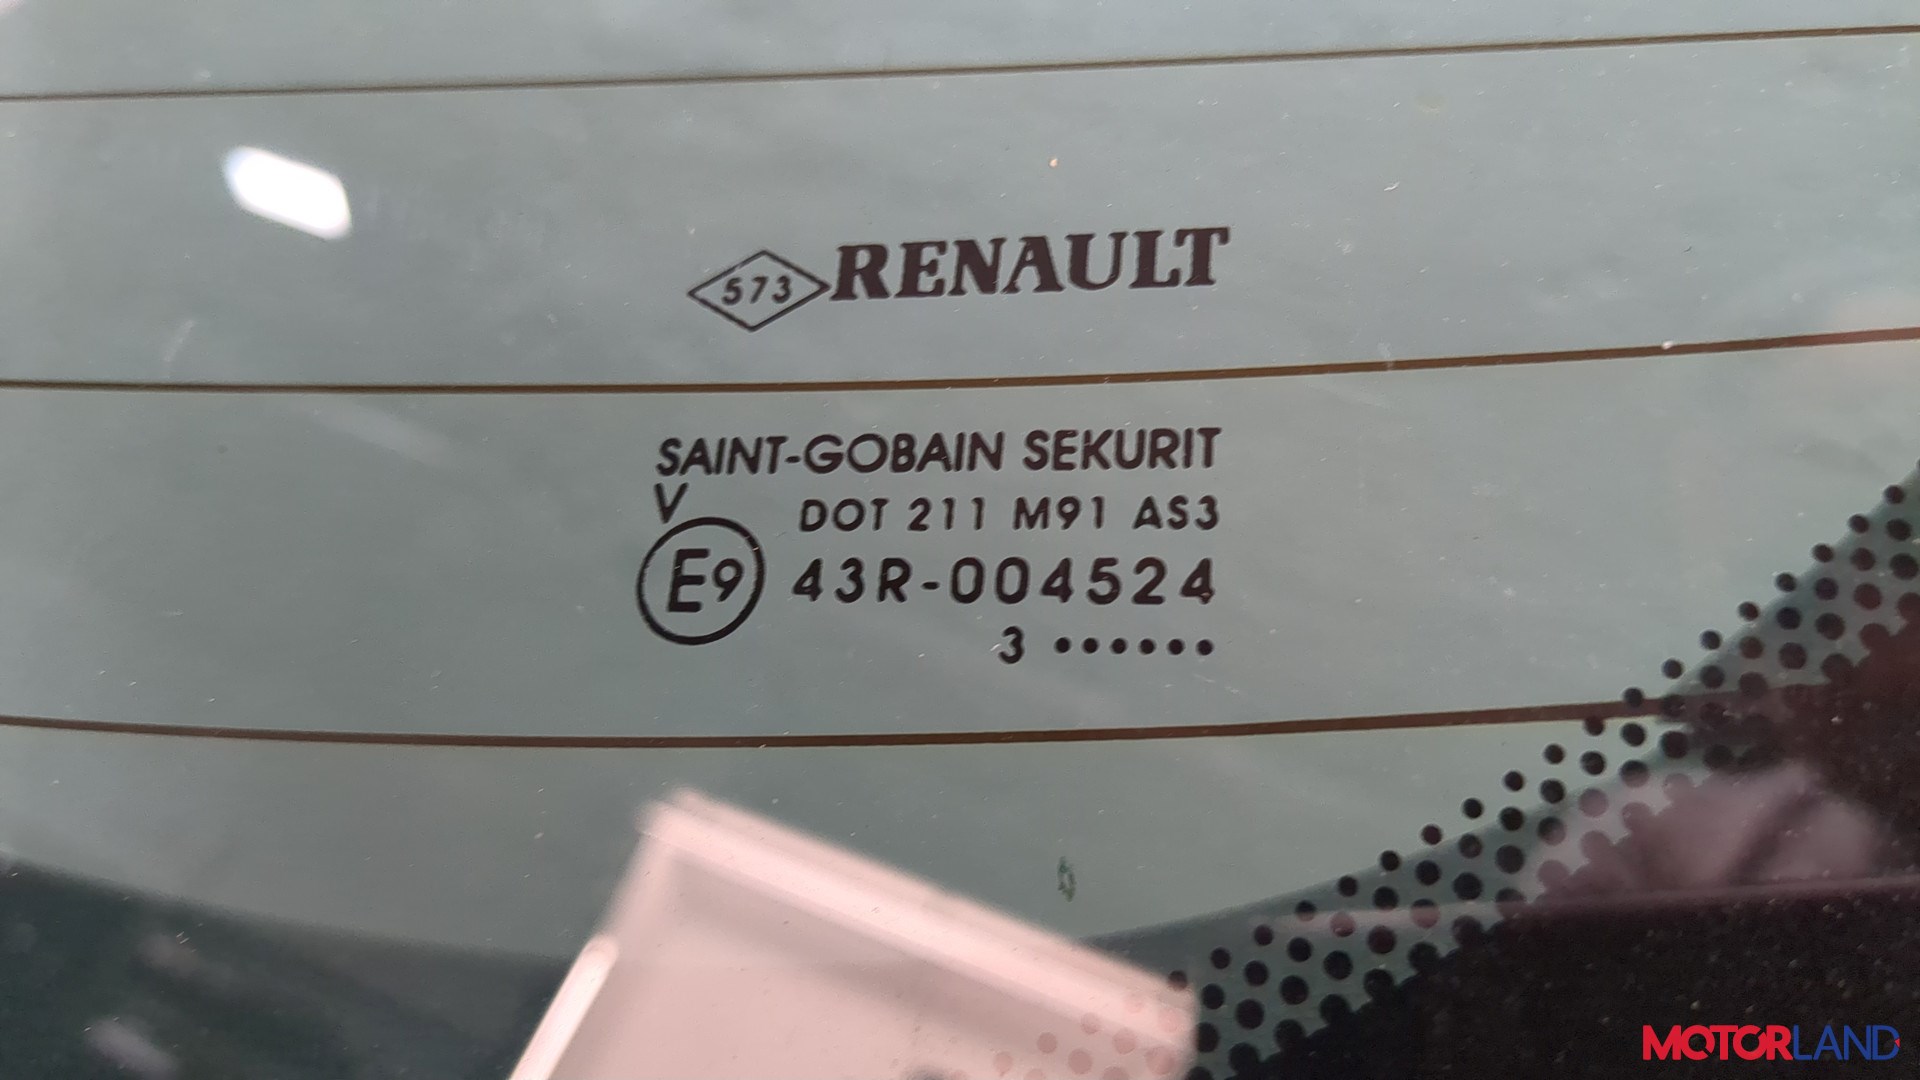 573 RENAULT
SAINT-GOBAIN SEKURIT
V DOT 211 M91 AS3
E9 43R-004524
3 ••••••
MOTORLAND